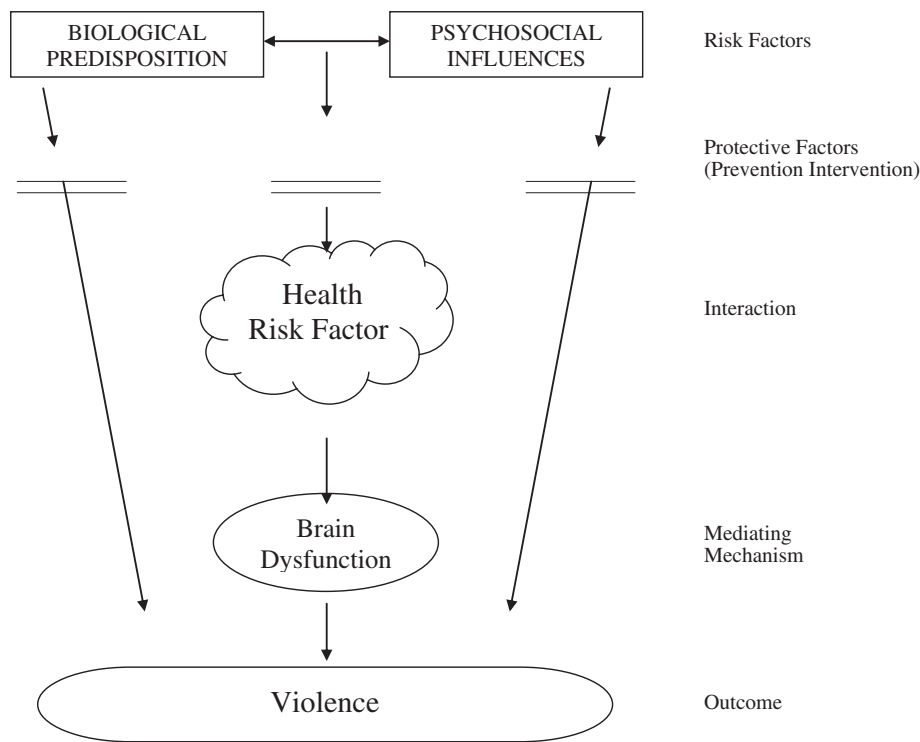 BIOLOGICAL
PREDISPOSITION
PSYCHOSOCIAL
INFLUENCES
Risk Factors
Protective Factors
(Prevention Intervention)
Health
Risk Factor
Interaction
Brain
Dysfunction
Mediating
Mechanism
Violence
Outcome